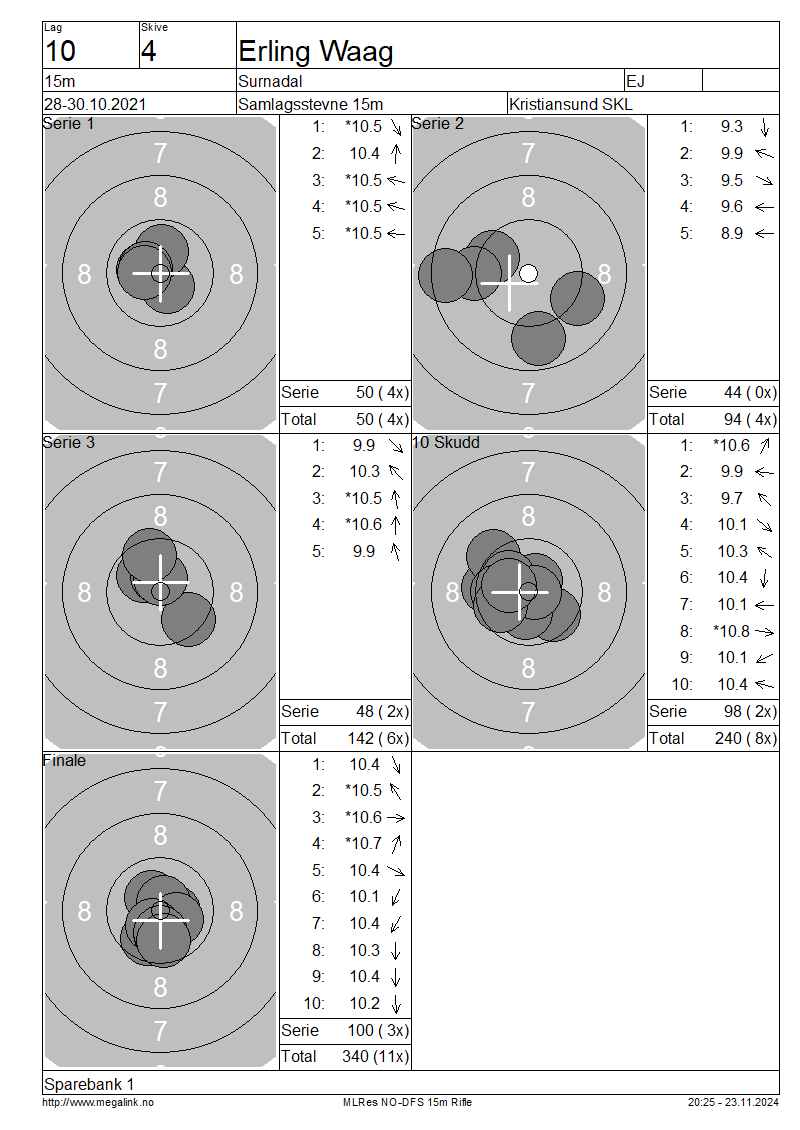 Lag
Skive
10 4 Erling Waag
15m Surnadal EJ
28-30.10.2021 Samlagsstevne 15m Kristiansund SKL
Serie 1
7
8
8 8
8
7
1: *10.5
2: 10.4
3: *10.5
4: *10.5
5: *10.5
Serie 50 ( 4x)
Total 50 ( 4x)
Serie 2
7
8
8 8
8
7
1: 9.3
2: 9.9
3: 9.5
4: 9.6
5: 8.9
Serie 44 ( 0x)
Total 94 ( 4x)
Serie 3
7
8
8 8
8
7
1: 9.9
2: 10.3
3: *10.5
4: *10.6
5: 9.9
Serie 48 ( 2x)
Total 142 ( 6x)
10 Skudd
7
8
8 8
8
7
1: *10.6
2: 9.9
3: 9.7
4: 10.1
5: 10.3
6: 10.4
7: 10.1
8: *10.8
9: 10.1
10: 10.4
Serie 98 ( 2x)
Total 240 ( 8x)
Finale
7
8
8 8
8
7
1: 10.4
2: *10.5
3: *10.6
4: *10.7
5: 10.4
6: 10.1
7: 10.4
8: 10.3
9: 10.4
10: 10.2
Serie 100 ( 3x)
Total 340 (11x)
Sparebank 1
http://www.megalink.no MLRes NO-DFS 15m Rifle 20:25 - 23.11.2024